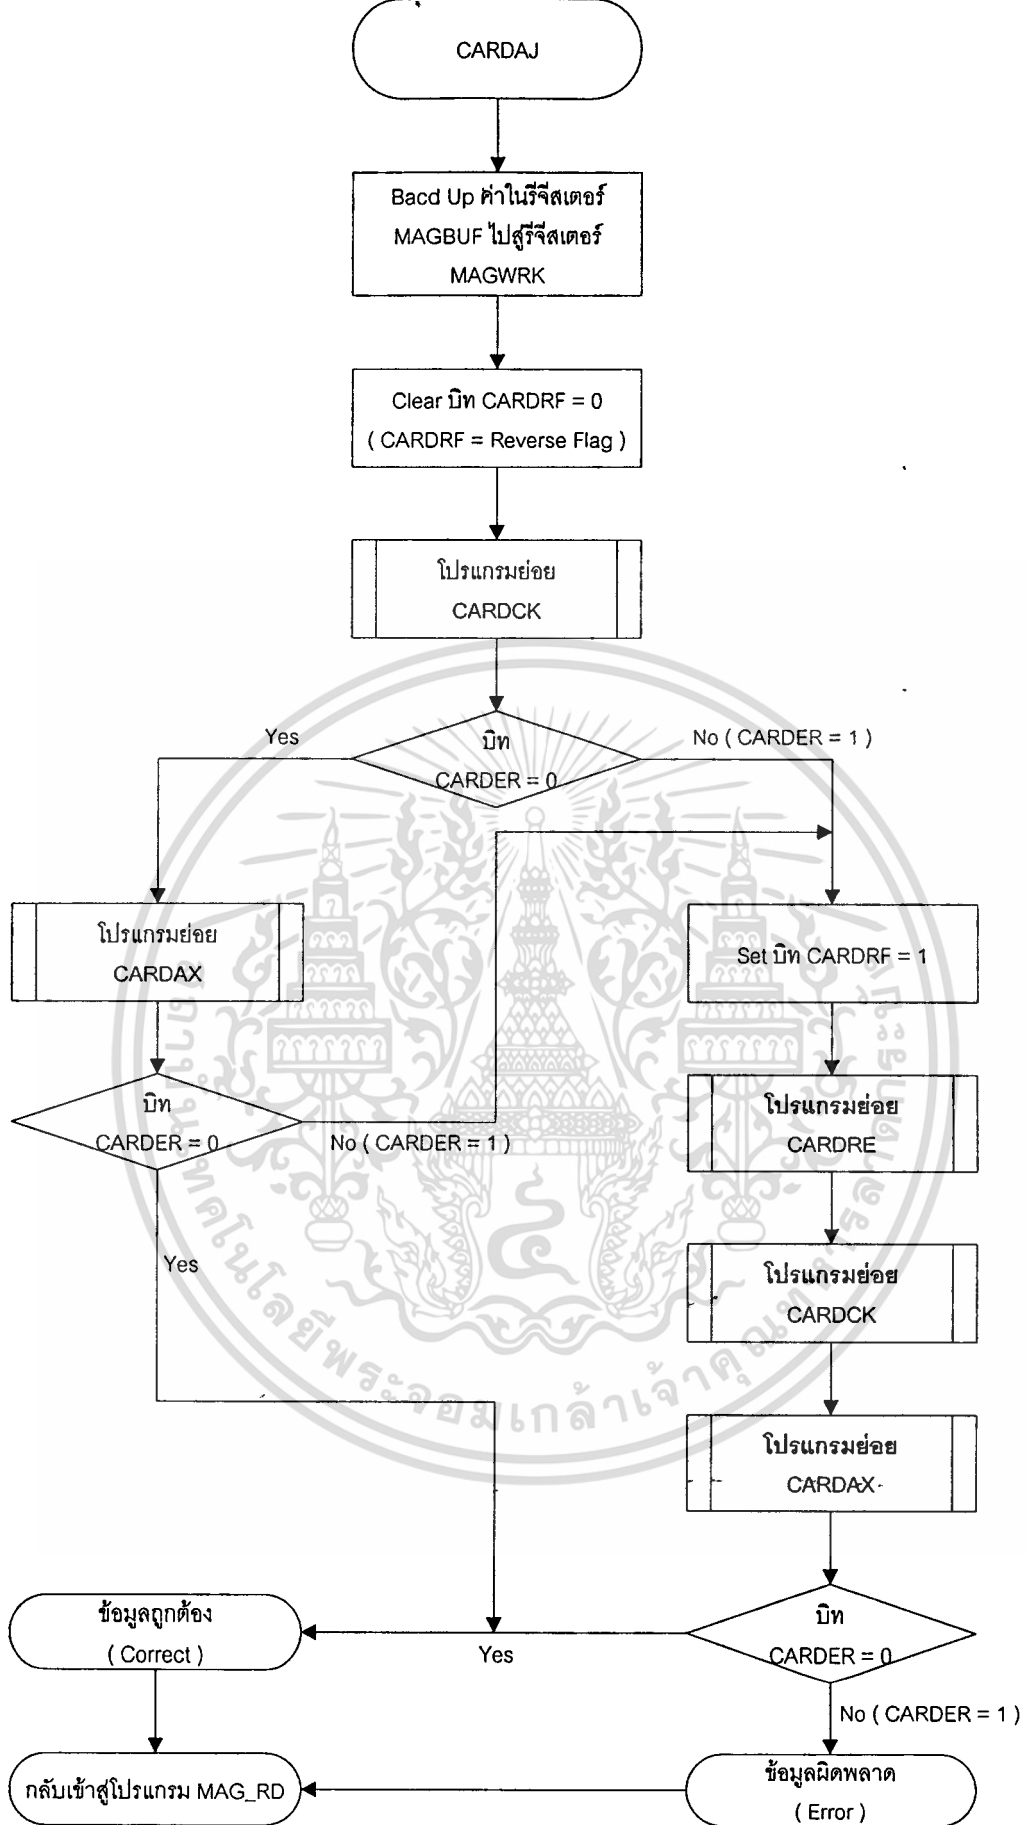 CARDAJ
Bacd Up ค่าในรีจีสเตอร์
MAGBUF ไปสู่รีจีสเตอร์
MAGWRK
Clear บิท CARDRF = 0
( CARDRF = Reverse Flag )
โปรแกรมย่อย
CARDCK
Yes
บิท
CARDER = 0
No ( CARDER = 1 )
โปรแกรมย่อย
CARDAX
Set บิท CARDRF = 1
บิท
CARDER = 0
No ( CARDER = 1 )
โปรแกรมย่อย
CARDRE
Yes
โปรแกรมย่อย
CARDCK
โปรแกรมย่อย
CARDAX
ข้อมูลถูกต้อง
( Correct )
Yes
บิท
CARDER = 0
No ( CARDER = 1 )
กลับเข้าสู่โปรแกรม MAG_RD
ข้อมูลผิดพลาด
( Error )